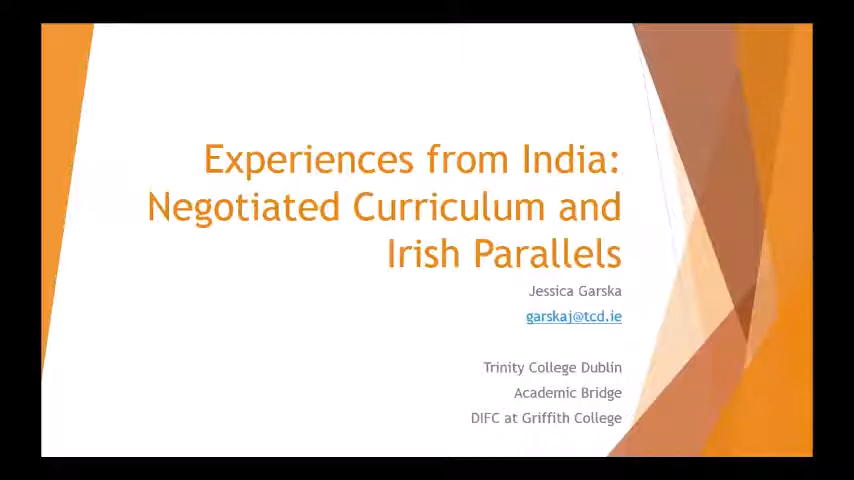 Experiences from India:
Negotiated Curriculum and
Irish Parallels
Jessica Garska
garskaj@tcd.ie
Trinity College Dublin
Academic Bridge
DIFC at Griffith College